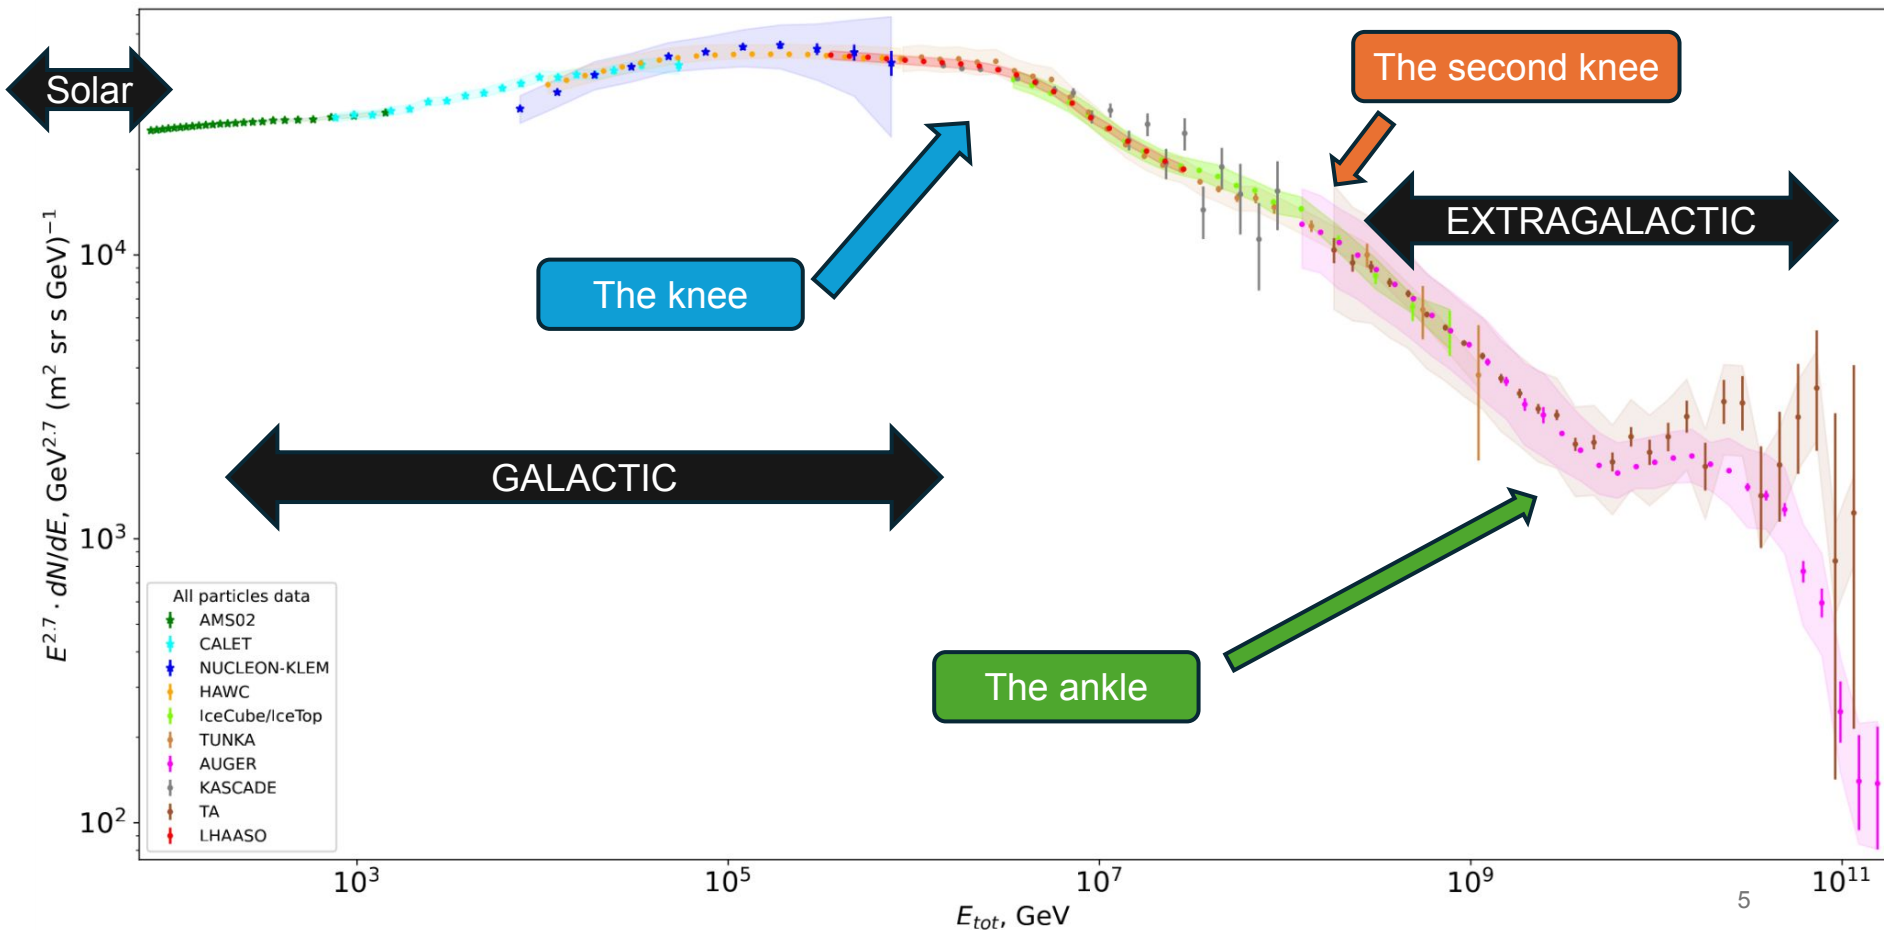 Solar
The second knee
EXTRAGALACTIC
The knee
GALACTIC
The ankle
E^2.7 · dN/dE, GeV^2.7 (m^2 sr s GeV)^−1
10^4
10^3
10^2
All particles data
AMS02
CALET
NUCLEON-KLEM
HAWC
IceCube/IceTop
TUNKA
AUGER
KASCADE
TA
LHAASO
10^3 10^5 10^7 10^9 10^11
E_tot, GeV
5